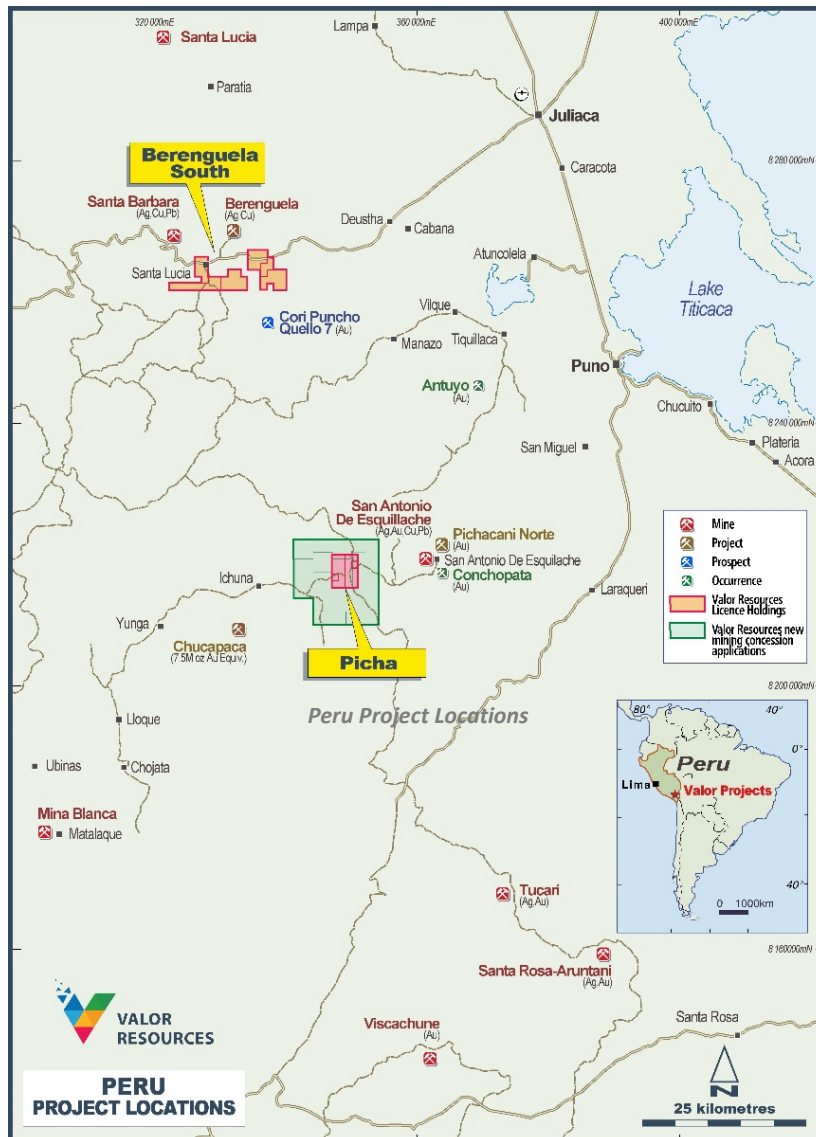 320 000mE
360 000mE
400 000mE
Lampa
Santa Lucia
Paratia
Juliaca
Berenguela
South
8 280 000mN
Caracota
Santa Barbara
(Ag,Cu,Pb)
Berenguela
(Ag,Cu)
Deustha
Cabana
Atuncolela
Santa Lucia
Lake
Titicaca
Cori Puncho
Quello 7 (Au)
Vilque
Manazo
Tiquillaca
Puno
Antuyo
(Au)
Chucuito
8 240 000mN
Plateria
San Miguel
Acora
San Antonio
De Esquillache
(Ag,Au,Cu,Pb)
Pichacani Norte
(Au)
San Antonio De Esquilache
Conchopata
(Au)
Mine
Project
Prospect
Occurrence
Valor Resources
Licence Holdings
Valor Resources new
mining concession
applications
Ichuna
Laraqueri
Yunga
Chucapaca
(7.5M oz AJ Equiv.)
Picha
8 200 000mN
Peru Project Locations
Lloque
Ubinas
Chojata
80°
40°
0°
0°
Peru
Lima
Valor Projects
40°
40°
0 1000km
Mina Blanca
Matalaque
Tucari
(Ag,Au)
8 160000mN
Santa Rosa-Aruntani
(Ag,Au)
VALOR
RESOURCES
Viscachune
(Au)
Santa Rosa
N
PERU
PROJECT LOCATIONS
25 kilometres